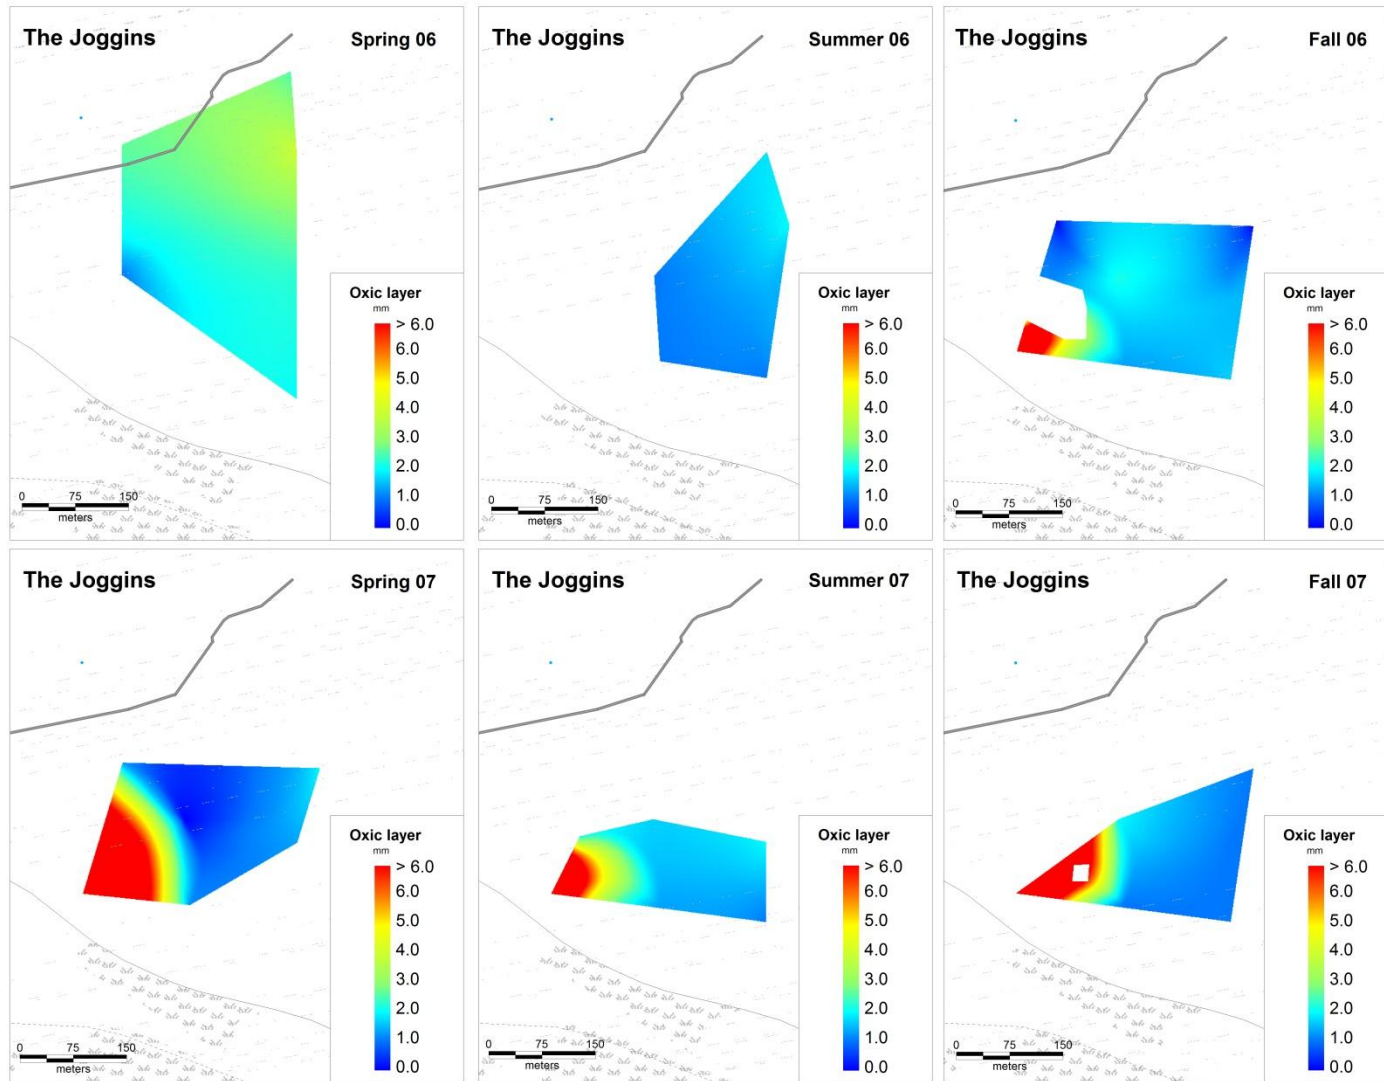 The Joggins Spring 06
Oxic layer
mm
> 6.0
6.0
5.0
4.0
3.0
2.0
1.0
0.0
0 75 150
meters
The Joggins Summer 06
Oxic layer
mm
> 6.0
6.0
5.0
4.0
3.0
2.0
1.0
0.0
0 75 150
meters
The Joggins Fall 06
Oxic layer
mm
> 6.0
6.0
5.0
4.0
3.0
2.0
1.0
0.0
0 75 150
meters
The Joggins Spring 07
Oxic layer
mm
> 6.0
6.0
5.0
4.0
3.0
2.0
1.0
0.0
0 75 150
meters
The Joggins Summer 07
Oxic layer
mm
> 6.0
6.0
5.0
4.0
3.0
2.0
1.0
0.0
0 75 150
meters
The Joggins Fall 07
Oxic layer
mm
> 6.0
6.0
5.0
4.0
3.0
2.0
1.0
0.0
0 75 150
meters